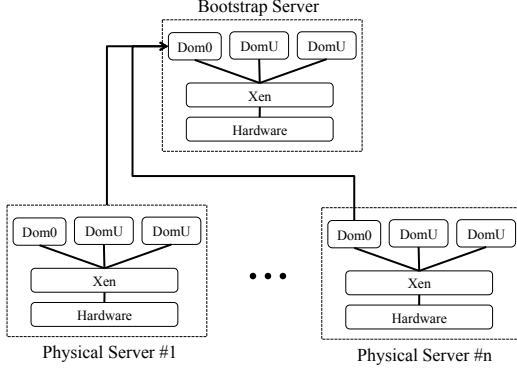 Bootstrap Server
Dom0 DomU DomU
Xen
Hardware
Dom0 DomU DomU
Xen
Hardware
Physical Server #1
Dom0 DomU DomU
Xen
Hardware
Physical Server #n